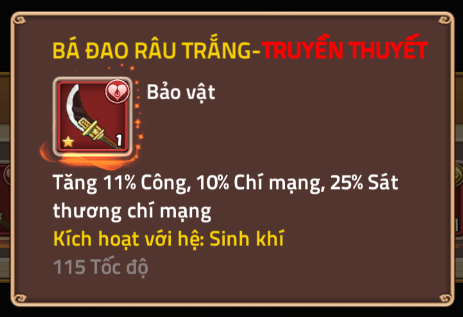 BÁ ĐAO RÂU TRẮNG-TRUYỀN THUYẾT
Bảo vật
1
Tăng 11% Công, 10% Chí mạng, 25% Sát
thương chí mạng
Kích hoạt với hệ: Sinh khí
115 Tốc độ